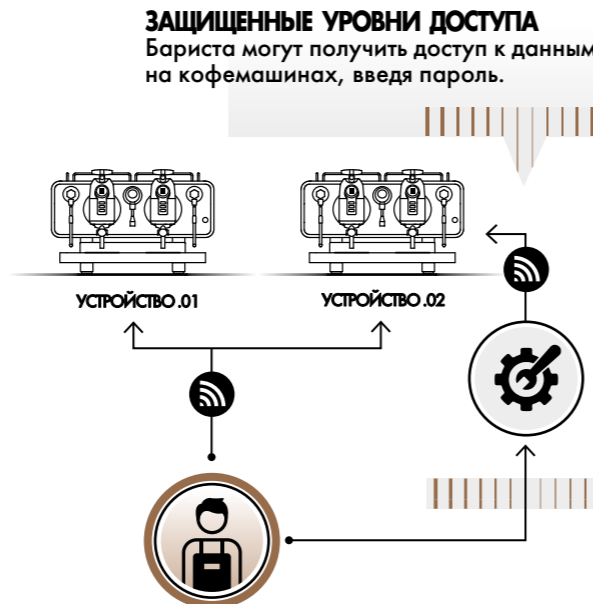 ЗАЩИЩЕННЫЕ УРОВНИ ДОСТУПА
Бариста могут получить доступ к данным
на кофемашинах, введя пароль.
УСТРОЙСТВО.01
УСТРОЙСТВО.02